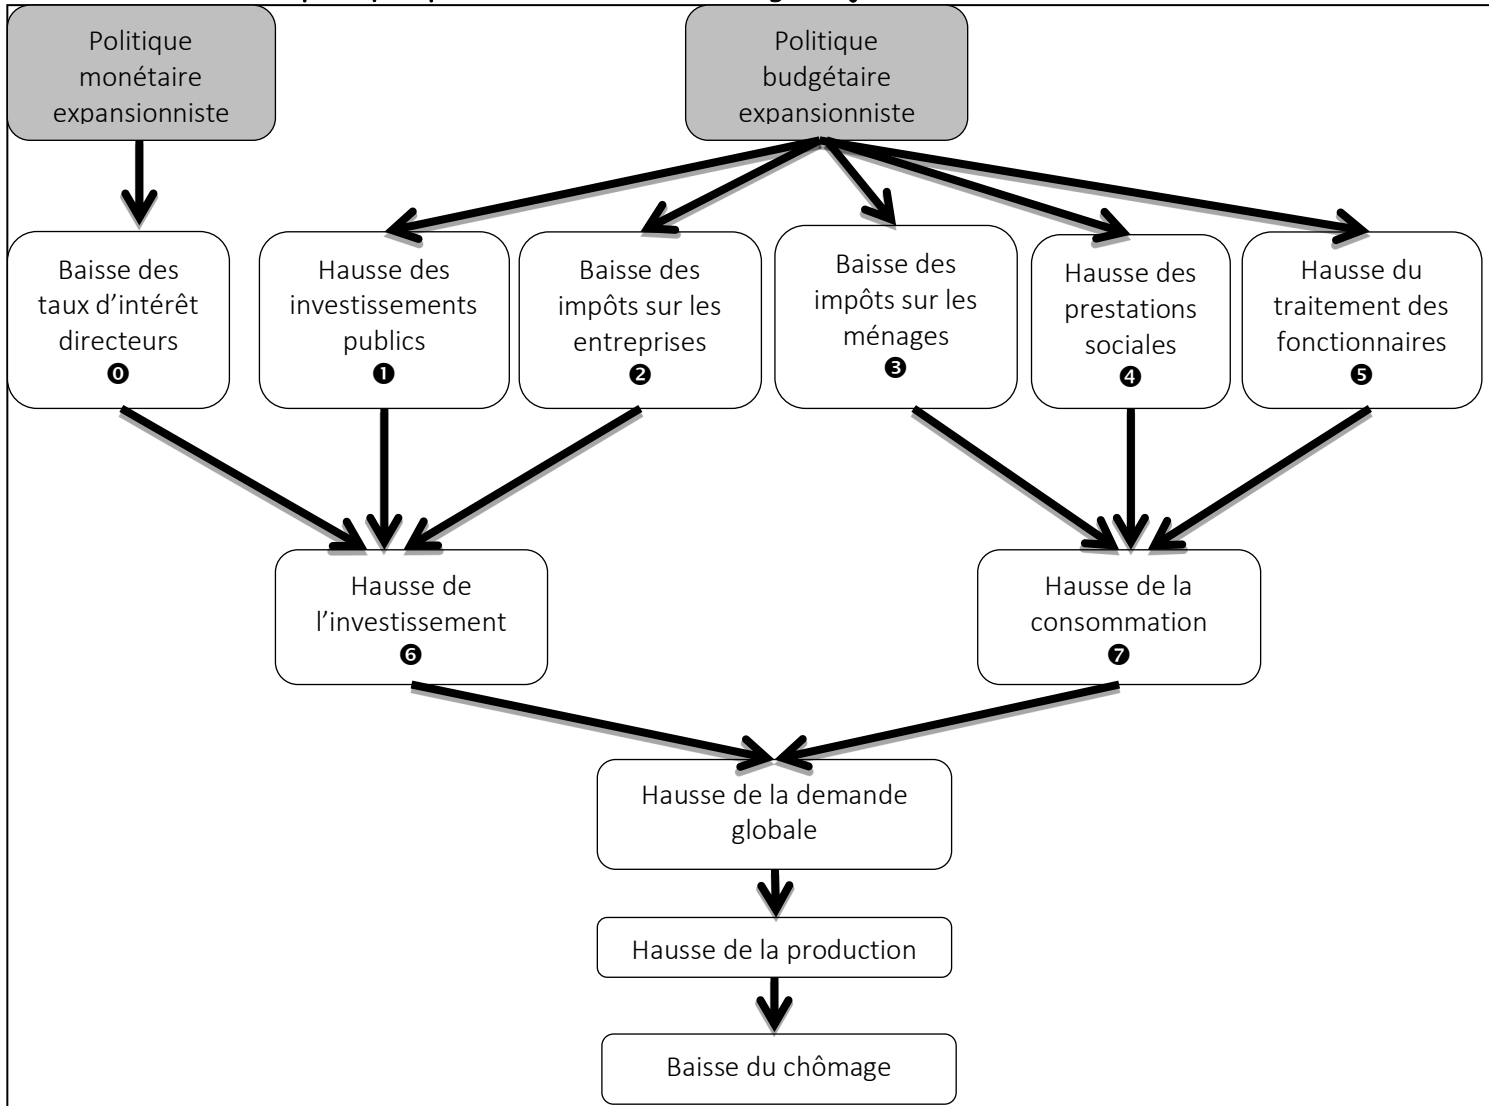 Politique
monétaire
expansionniste
Politique
budgétaire
expansionniste
Baisse des
taux d'intérêt
directeurs
⓿
Hausse des
investissements
publics
❶
Baisse des
impôts sur les
entreprises
❷
Baisse des
impôts sur les
ménages
❸
Hausse des
prestations
sociales
❹
Hausse du
traitement des
fonctionnaires
❺
Hausse de
l'investissement
❻
Hausse de la
consommation
❼
Hausse de la demande
globale
Hausse de la production
Baisse du chômage